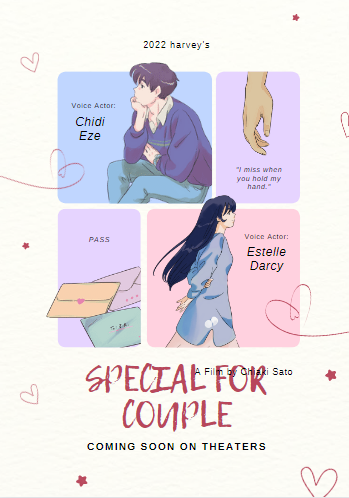 2022 harvey's
Voice Actor:
Chidi
Eze
"I miss when
you hold my
hand."
PASS
Voice Actor:
Estelle
Darcy
A Film by Chiaki Sato
SPECIAL FOR
COUPLE
COMING SOON ON THEATERS